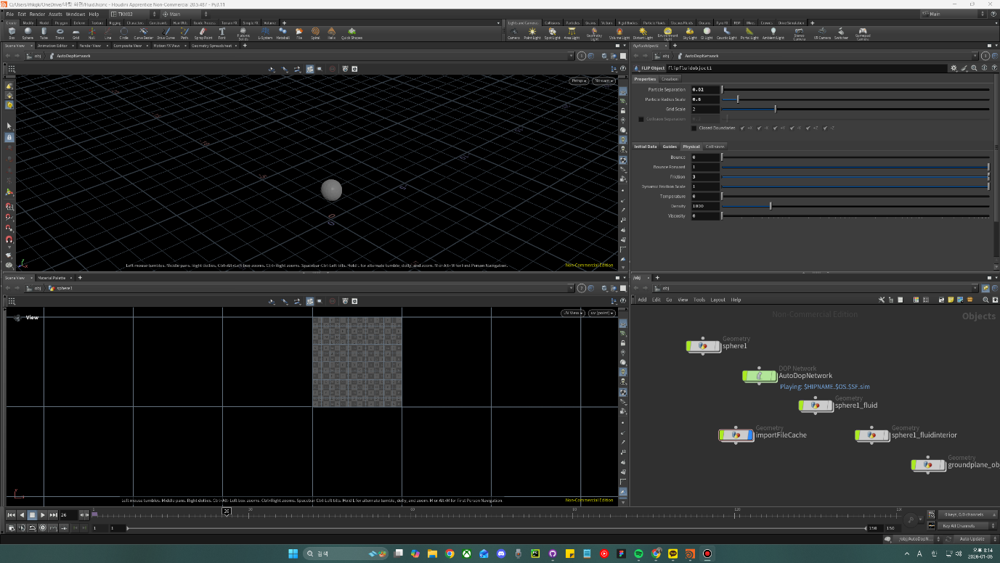 C:/Users/rhkgk/OneDrive/바탕 화면/Fluid.hipnc - Houdini Apprentice Non-Commercial 20.5.487 - Py3.11
File Edit Render Assets Windows Help TKM02 Main Main
Create Modify Model Polygon Deform Texture Rigging Characters Constraints Hair Utils Guide Process Terrain FX Simple FX Volume
Lights and Cameras Collisions Particles Grains Vellum Rigid Bodies Particle Fluids Viscous Fluids Oceans Pyro FX FEM Wires Crowds Drive Simulation
Box Sphere Tube Torus Grid Null Line Circle Curve Bezier Draw Curve Path Spray Paint Font Platonic Solids L-System Metaball File Spiral Helix Quick Shapes
Camera Point Light Spot Light Area Light Geometry Light Volume Light Distant Light Environment Light Sky Light GI Light Caustic Light Portal Light Ambient Light Stereo Camera VR Camera Switcher Gamepad Camera
Scene View Animation Editor Render View Composite View Motion FX View Geometry Spreadsheet
obj AutoDopNetwork
Persp No cam
Left mouse tumbles. Middle pans. Right dollies. Ctrl+Alt+Left box-zooms. Ctrl+Right zooms. Spacebar-Ctrl-Left tilts. Hold L for alternate tumble, dolly, and zoom. M or Alt+M for First Person Navigation.
Non-Commercial Edition
flipfluidobject1
obj AutoDopNetwork
FLIP Object flipfluidobject1
Properties Creation
Particle Separation 0.02
Particle Radius Scale 0.6
Grid Scale 2
Collision Separation
Closed Boundaries +X -X +Y -Y +Z -Z
Initial Data Guides Physical Collisions
Bounce 0
Bounce Forward 1
Friction 3
Dynamic Friction Scale 1
Temperature 0
Density 1000
Viscosity 0
Scene View Material Palette
obj sphere1
View
UV View uv (point)
Left mouse tumbles. Middle pans. Right dollies. Ctrl+Alt+Left box-zooms. Ctrl+Right zooms. Spacebar-Ctrl-Left tilts. Hold L for alternate tumble, dolly, and zoom. M or Alt+M for First Person Navigation.
Non-Commercial Edition
/obj
obj
Add Edit Go View Tools Layout Help
Non-Commercial Edition
Objects
Geometry
sphere1
DOP Network
AutoDopNetwork
Playing: $HIPNAME.$OS.$SF.sim
Geometry
sphere1_fluid
Geometry
importFileCache
Geometry
sphere1_fluidinterior
Geometry
groundplane_obj
26 1 26 30 60 90 120
0 keys, 0/0 channels
1 1 150 150
Key All Channels
/obj/AutoDopN... Auto Update
검색
A
오후 8:14
2026-01-06